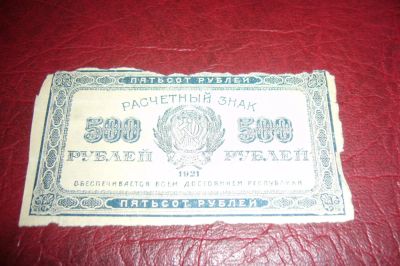 ПЯТЬСОТ РУБЛЕЙ
РАСЧЕТНЫЙ ЗНАК
500 500
РУБЛЕЙ РУБЛЕЙ
1921
ОБЕСПЕЧИВАЕТСЯ ВСЕМ ДОСТОЯНИЕМ РЕСПУБЛИКИ
ПЯТЬСОТ РУБЛЕЙ